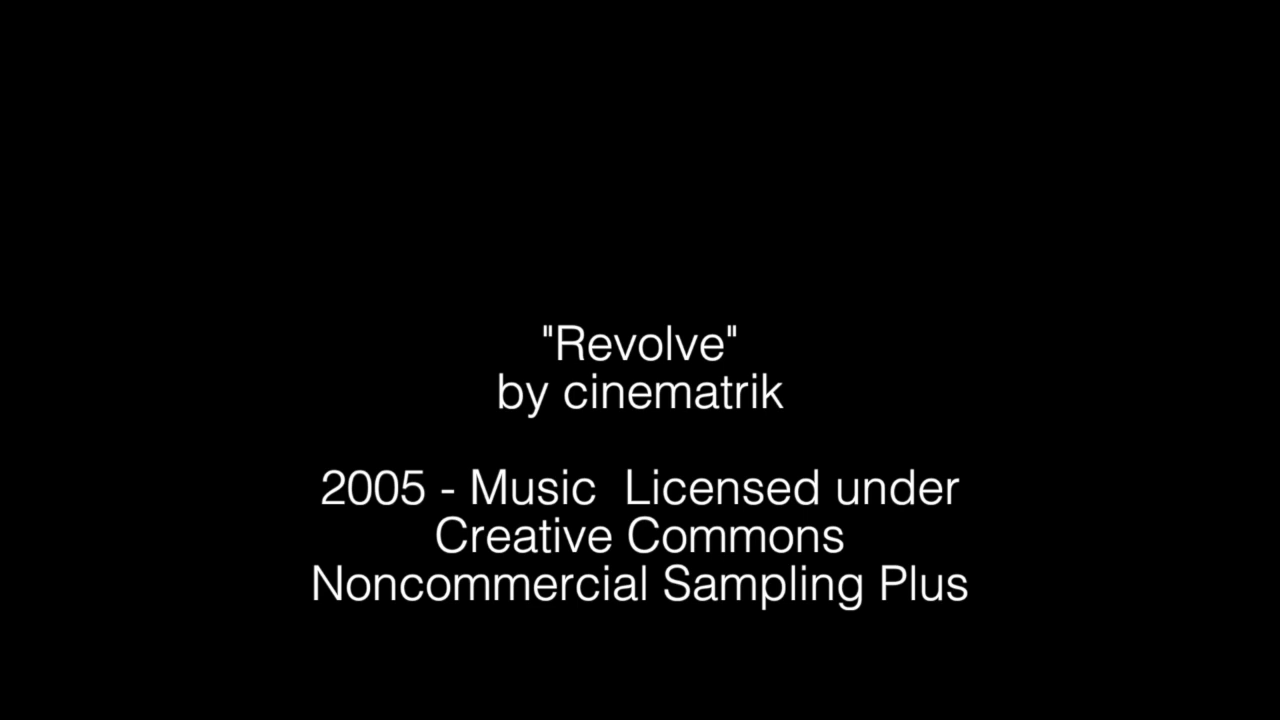 "Revolve"
by cinematrik
2005 - Music  Licensed under
Creative Commons
Noncommercial Sampling Plus